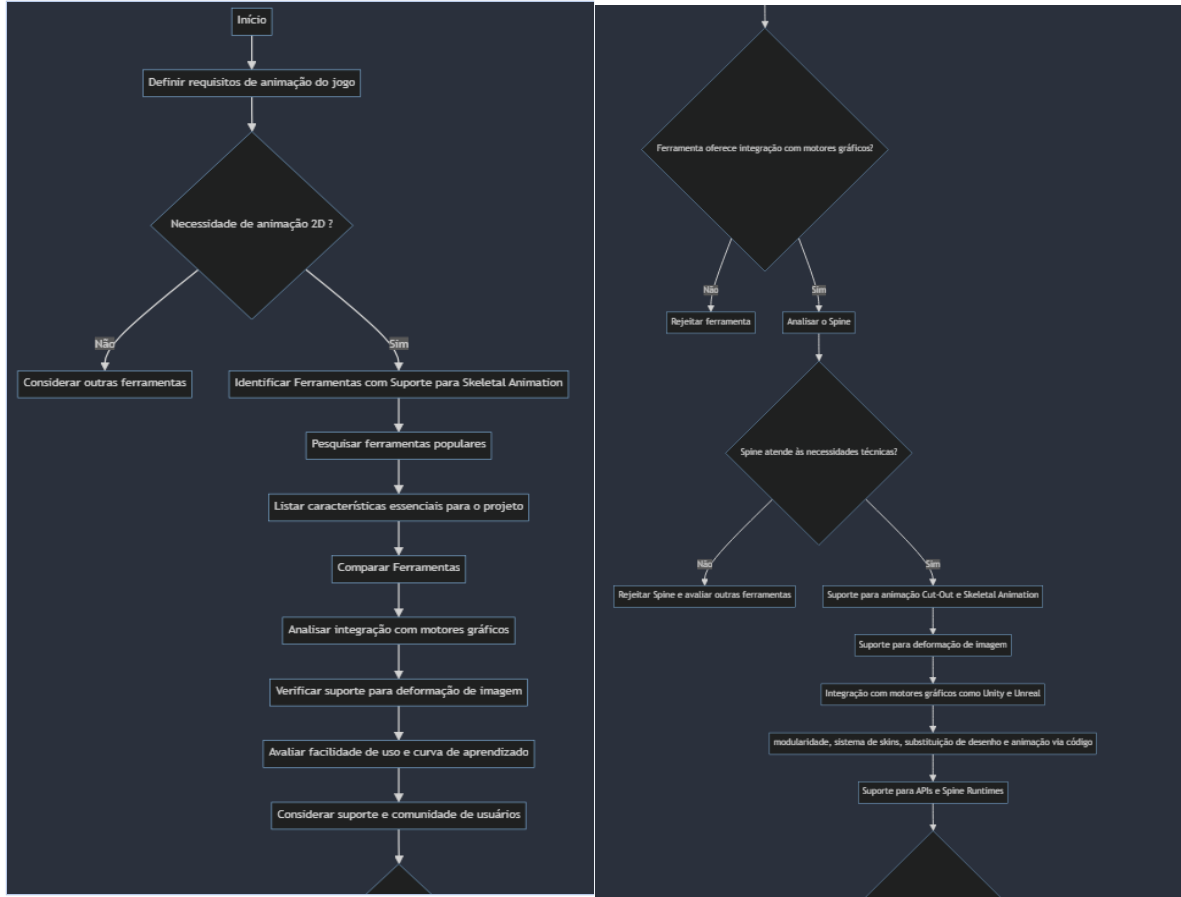 Início
Definir requisitos de animação do jogo
Necessidade de animação 2D ?
Não
Sim
Considerar outras ferramentas
Identificar Ferramentas com Suporte para Skeletal Animation
Pesquisar ferramentas populares
Listar características essenciais para o projeto
Comparar Ferramentas
Analisar integração com motores gráficos
Verificar suporte para deformação de imagem
Avaliar facilidade de uso e curva de aprendizado
Considerar suporte e comunidade de usuários
Ferramenta oferece integração com motores gráficos?
Não
Sim
Rejeitar ferramenta
Analisar o Spine
Spine atende às necessidades técnicas?
Não
Sim
Rejeitar Spine e avaliar outras ferramentas
Suporte para animação Cut-Out e Skeletal Animation
Suporte para deformação de imagem
Integração com motores gráficos como Unity e Unreal
modularidade, sistema de skins, substituição de desenho e animação via código
Suporte para APIs e Spine Runtimes